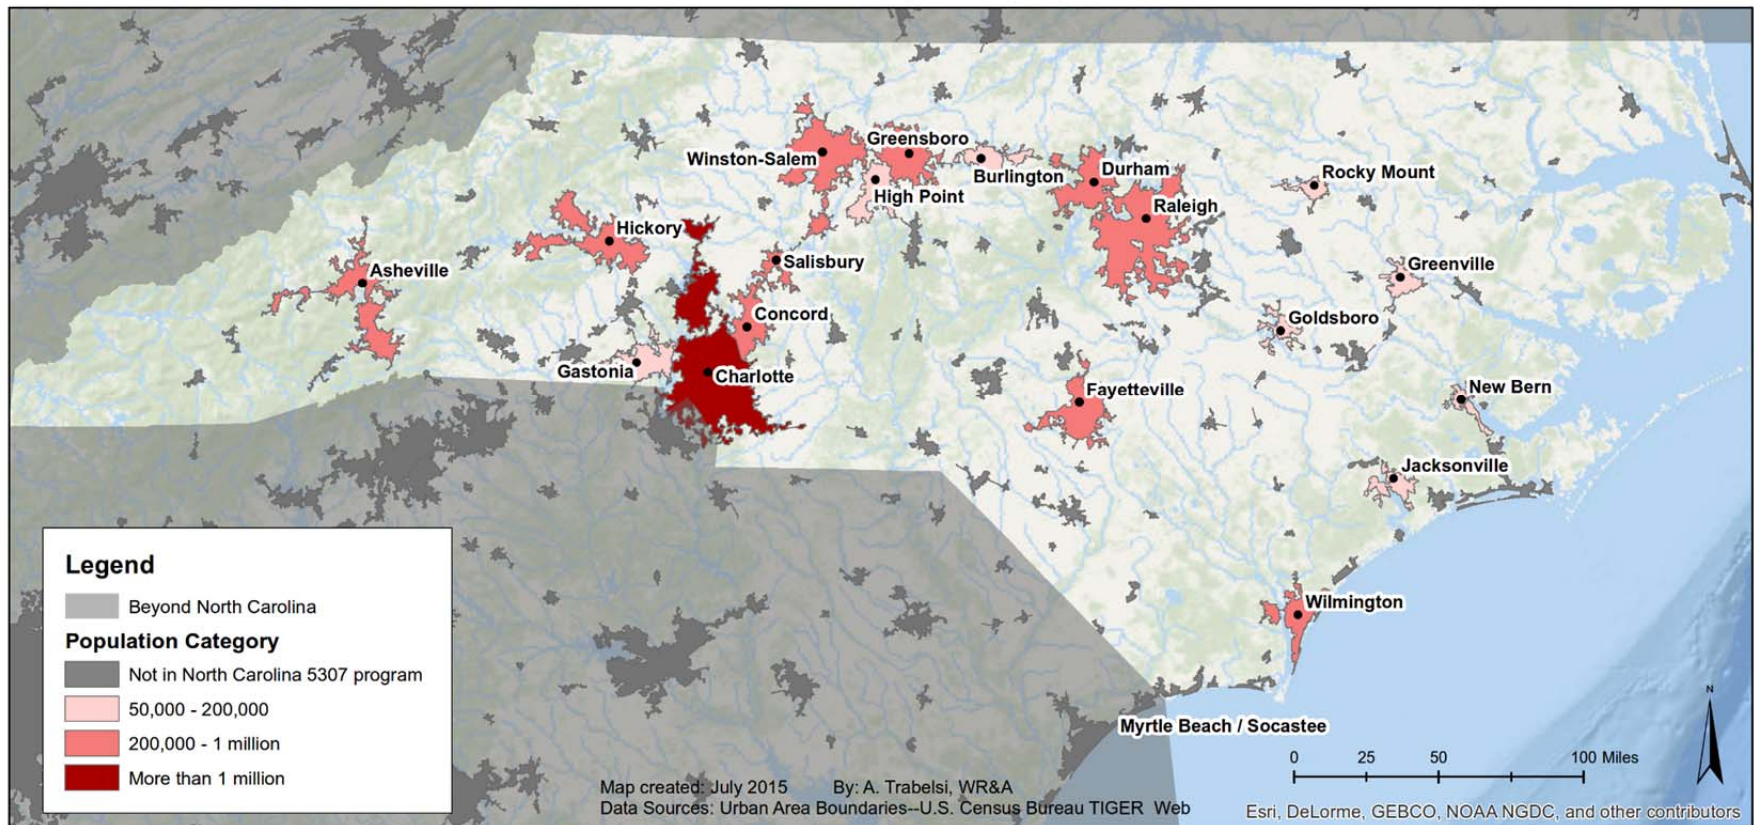 Greensboro
Winston-Salem
Burlington
Durham
Rocky Mount
High Point
Raleigh
Hickory
Salisbury
Asheville
Greenville
Concord
Goldsboro
Gastonia
Charlotte
Fayetteville
New Bern
Jacksonville
Wilmington
Myrtle Beach / Socastee
Legend
Beyond North Carolina
Population Category
Not in North Carolina 5307 program
50,000 - 200,000
200,000 - 1 million
More than 1 million
N
0 25 50 100 Miles
Map created: July 2015 By: A. Trabelsi, WR&A
Data Sources: Urban Area Boundaries--U.S. Census Bureau TIGER Web
Esri, DeLorme, GEBCO, NOAA NGDC, and other contributors